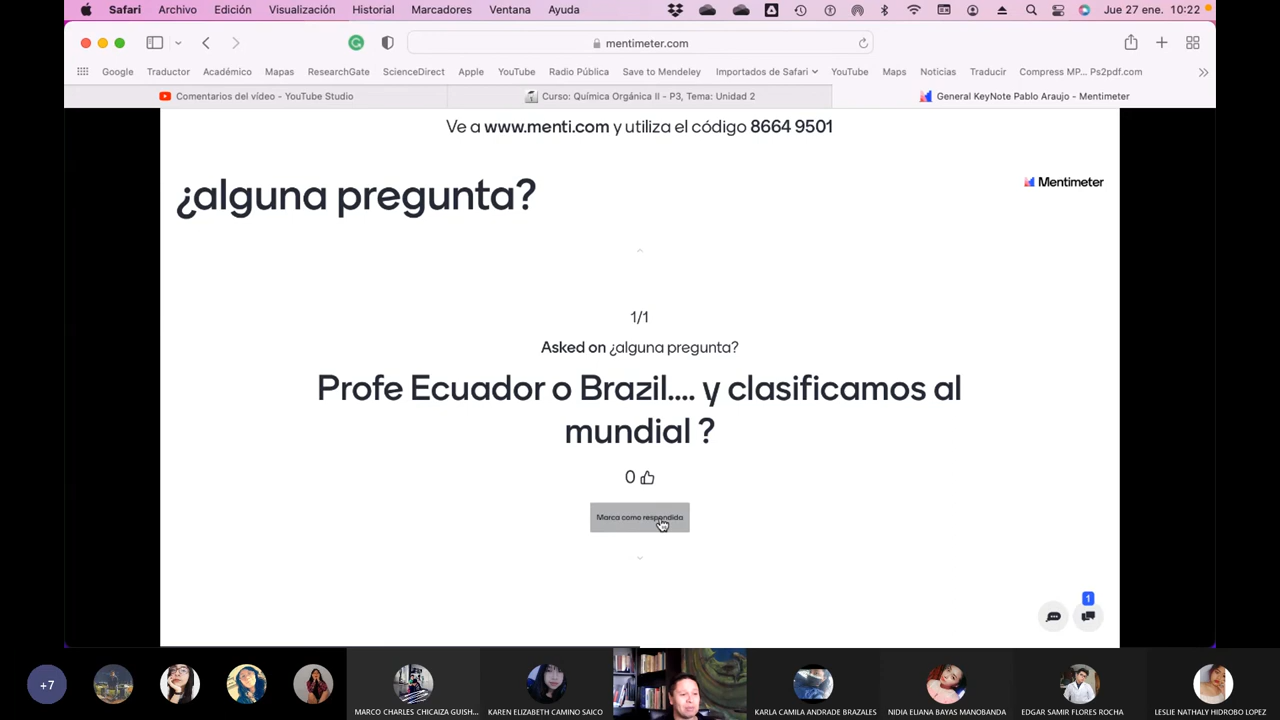 Safari Archivo Edición Visualización Historial Marcadores Ventana Ayuda Jue 27 ene. 10:22
mentimeter.com
Google Traductor Académico Mapas ResearchGate ScienceDirect Apple YouTube Radio Pública Save to Mendeley Importados de Safari YouTube Maps Noticias Traducir Compress MP... Ps2pdf.com
Comentarios del vídeo - YouTube Studio Curso: Química Orgánica II - P3, Tema: Unidad 2 General KeyNote Pablo Araujo - Mentimeter
Ve a www.menti.com y utiliza el código 8664 9501
¿alguna pregunta?
Mentimeter
1/1
Asked on ¿alguna pregunta?
Profe Ecuador o Brazil.... y clasificamos al
mundial ?
0
Marca como respondida
1
+7
MARCO CHARLES CHICAIZA GUISH... KAREN ELIZABETH CAMINO SAICO KARLA CAMILA ANDRADE BRAZALES NIDIA ELIANA BAYAS MANOBANDA EDGAR SAMIR FLORES ROCHA LESLIE NATHALY HIDROBO LOPEZ